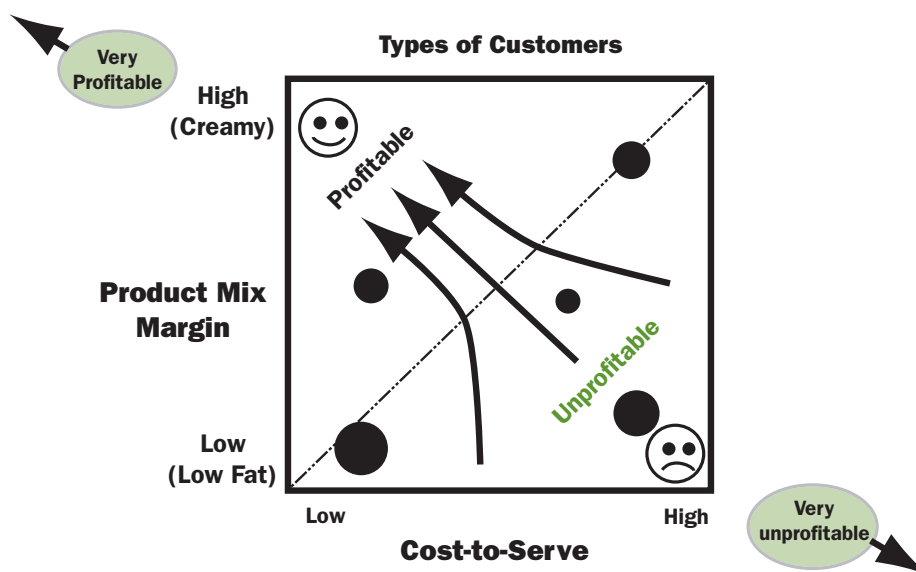 Types of Customers
Very
Profitable
High
(Creamy)
Profitable
Product Mix
Margin
Unprofitable
Low
(Low Fat)
Low
High
Cost-to-Serve
Very
unprofitable